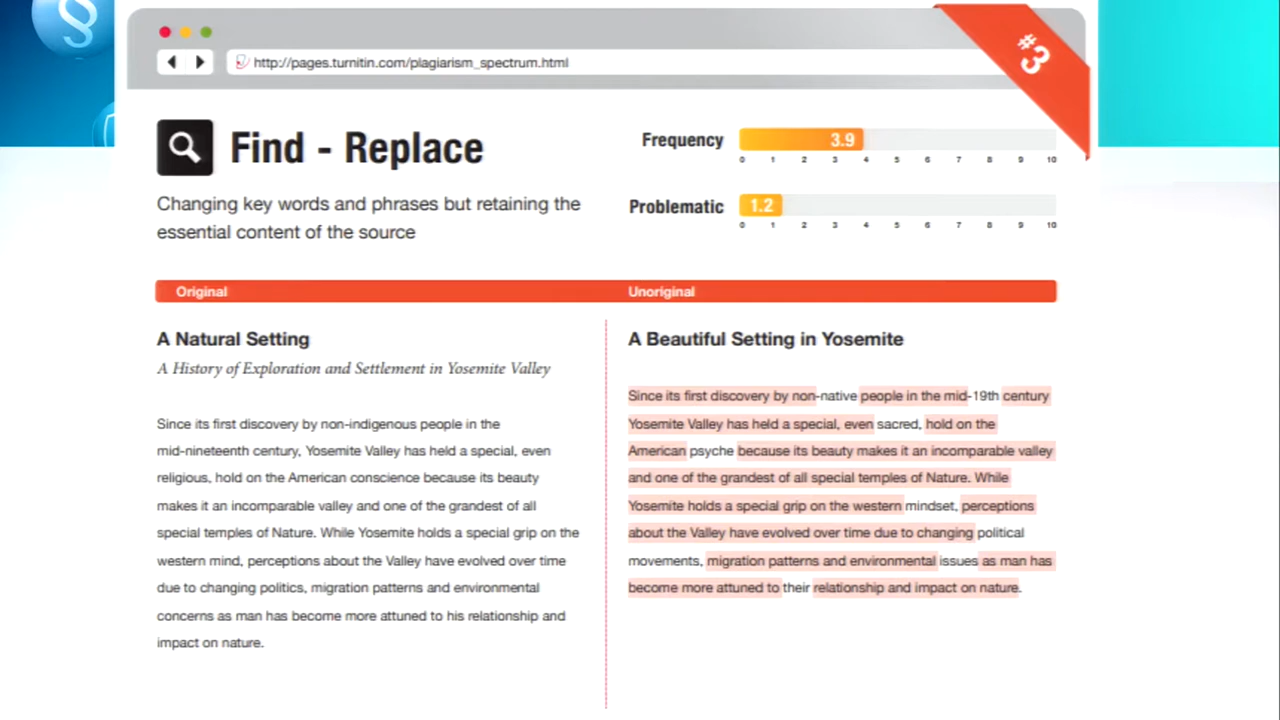 §
#3
http://pages.turnitin.com/plagiarism_spectrum.html
Find - Replace
Changing key words and phrases but retaining the
essential content of the source
Frequency
3.9
0 1 2 3 4 5 6 7 8 9 10
Problematic
1.2
0 1 2 3 4 5 6 7 8 9 10
Original
Unoriginal
A Natural Setting
A History of Exploration and Settlement in Yosemite Valley
Since its first discovery by non-indigenous people in the
mid-nineteenth century, Yosemite Valley has held a special, even
religious, hold on the American conscience because its beauty
makes it an incomparable valley and one of the grandest of all
special temples of Nature. While Yosemite holds a special grip on the
western mind, perceptions about the Valley have evolved over time
due to changing politics, migration patterns and environmental
concerns as man has become more attuned to his relationship and
impact on nature.
A Beautiful Setting in Yosemite
Since its first discovery by non-native people in the mid-19th century
Yosemite Valley has held a special, even sacred, hold on the
American psyche because its beauty makes it an incomparable valley
and one of the grandest of all special temples of Nature. While
Yosemite holds a special grip on the western mindset, perceptions
about the Valley have evolved over time due to changing political
movements, migration patterns and environmental issues as man has
become more attuned to their relationship and impact on nature.